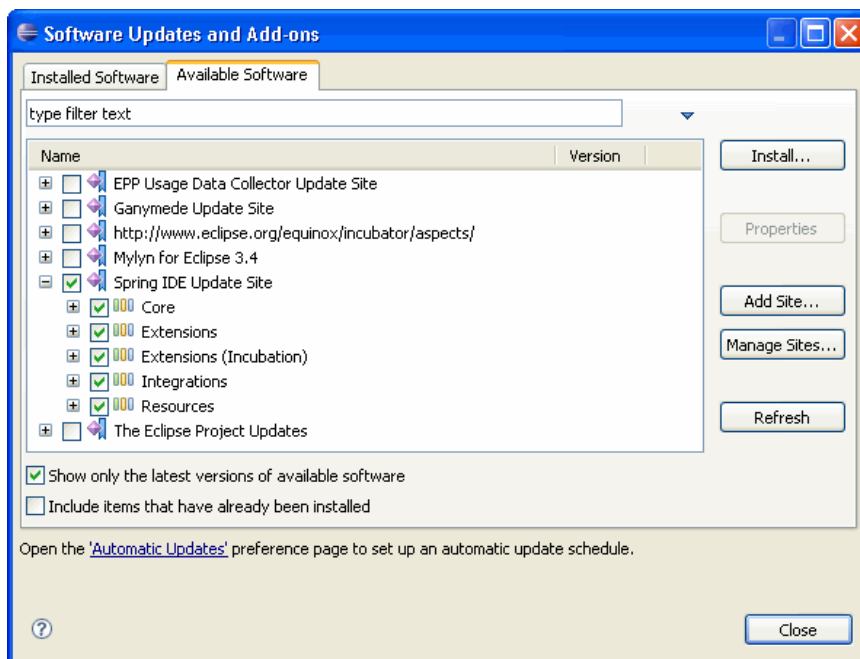 Software Updates and Add-ons
Installed Software
Available Software
type filter text
Name
Version
EPP Usage Data Collector Update Site
Ganymede Update Site
http://www.eclipse.org/equinox/incubator/aspects/
Mylyn for Eclipse 3.4
Spring IDE Update Site
Core
Extensions
Extensions (Incubation)
Integrations
Resources
The Eclipse Project Updates
Install...
Properties
Add Site...
Manage Sites...
Refresh
Show only the latest versions of available software
Include items that have already been installed
Open the 'Automatic Updates' preference page to set up an automatic update schedule.
?
Close